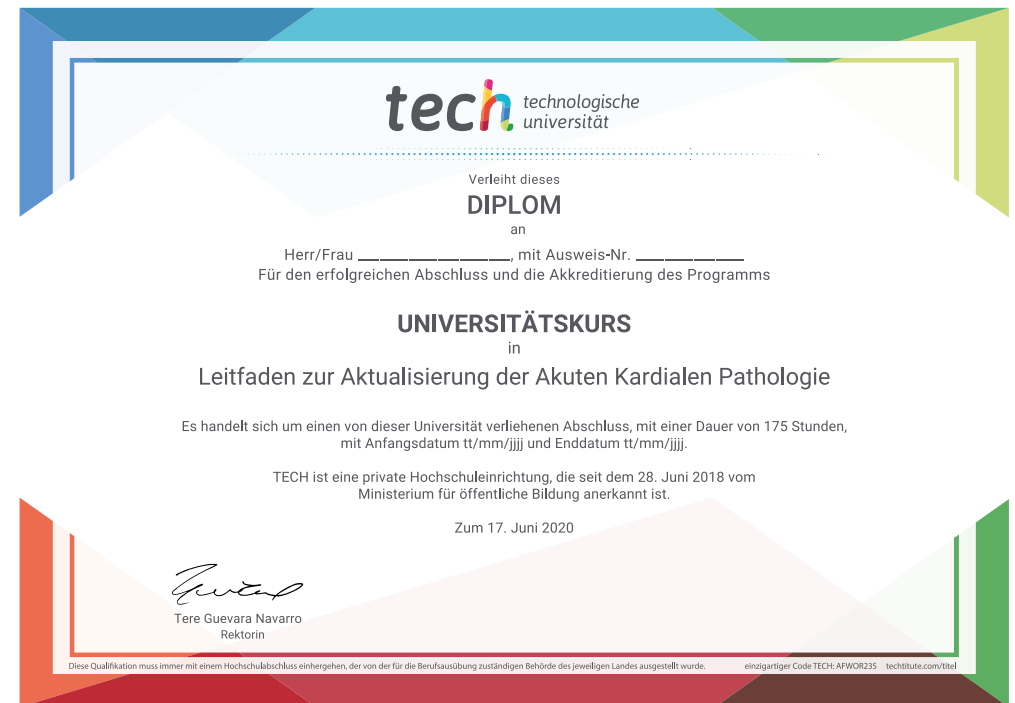 tech technologische
universität
Verleiht dieses
DIPLOM
an
Herr/Frau ____________________, mit Ausweis-Nr. ______________
Für den erfolgreichen Abschluss und die Akkreditierung des Programms
UNIVERSITÄTSKURS
in
Leitfaden zur Aktualisierung der Akuten Kardialen Pathologie
Es handelt sich um einen von dieser Universität verliehenen Abschluss, mit einer Dauer von 175 Stunden,
mit Anfangsdatum tt/mm/jjjj und Enddatum tt/mm/jjjj.
TECH ist eine private Hochschuleinrichtung, die seit dem 28. Juni 2018 vom
Ministerium für öffentliche Bildung anerkannt ist.
Zum 17. Juni 2020
Tere Guevara Navarro
Rektorin
Diese Qualifikation muss immer mit einem Hochschulabschluss einhergehen, der von der für die Berufsausübung zuständigen Behörde des jeweiligen Landes ausgestellt wurde. einzigartiger Code TECH: AFWOR23S techtitute.com/titel